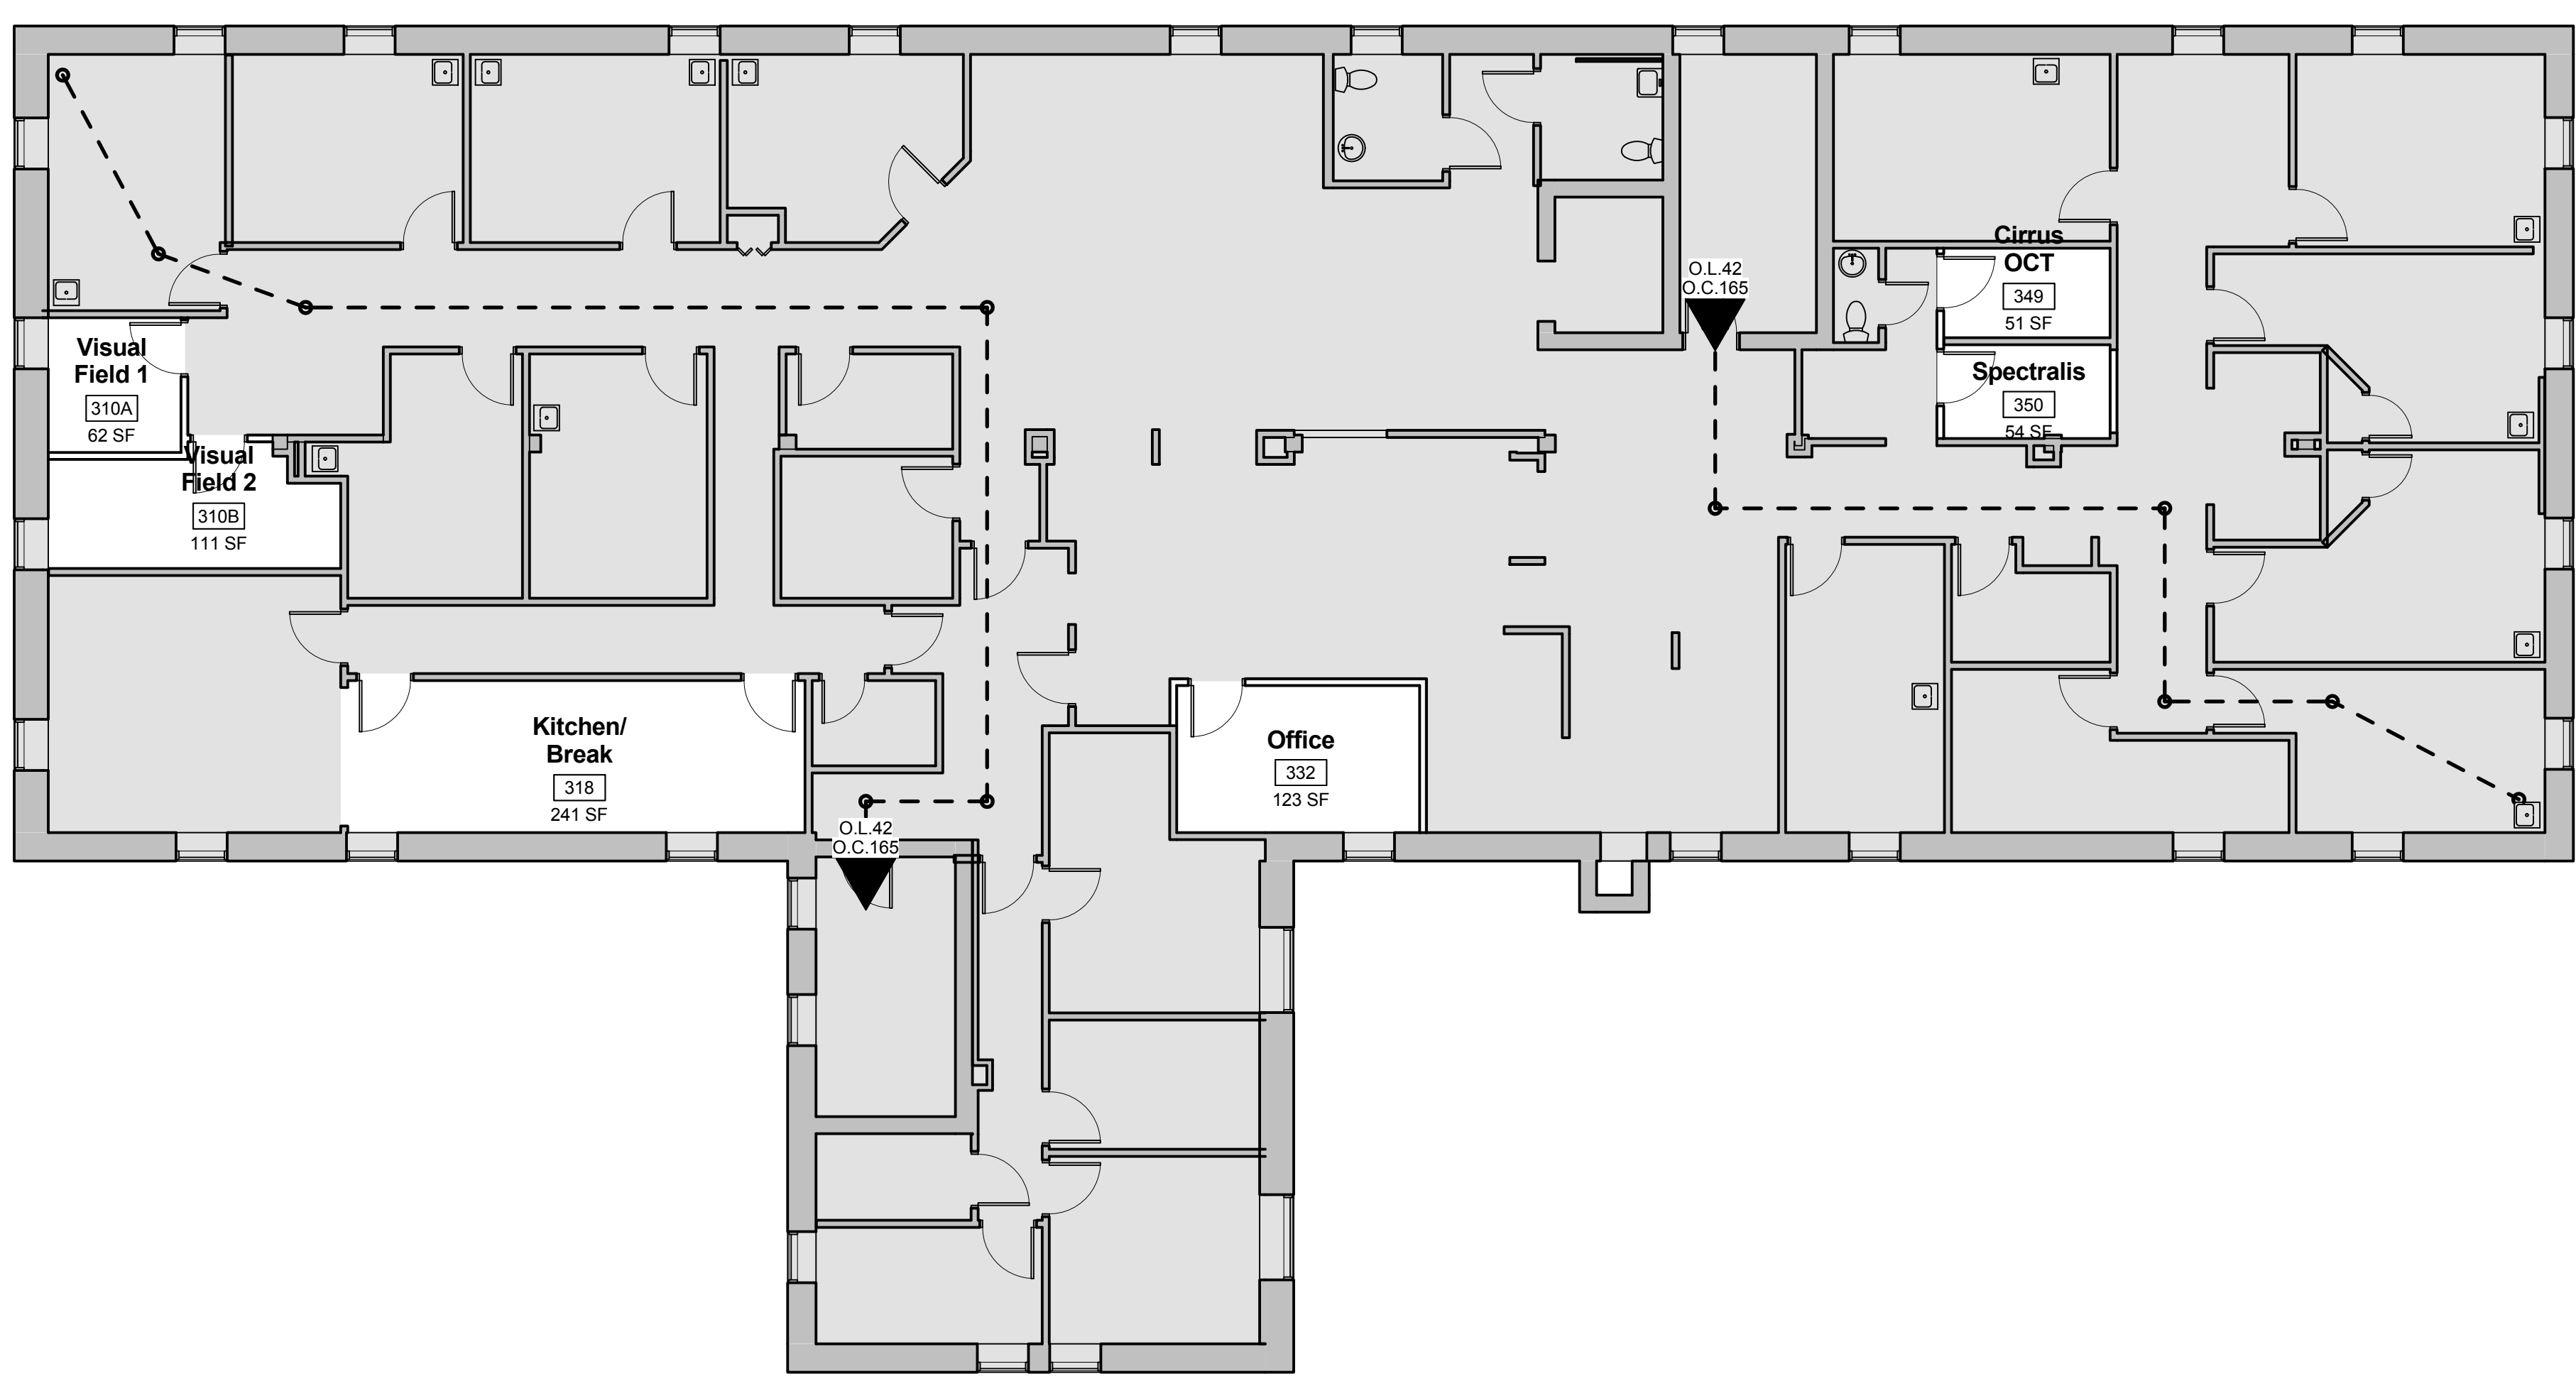 Cirrus
OCT
349
51 SF
O.L.42
O.C.165
Visual
Field 1
310A
62 SF
Spectralis
350
54 SF
Visual
Field 2
310B
111 SF
Kitchen/
Break
318
241 SF
Office
332
123 SF
O.L.42
O.C.165